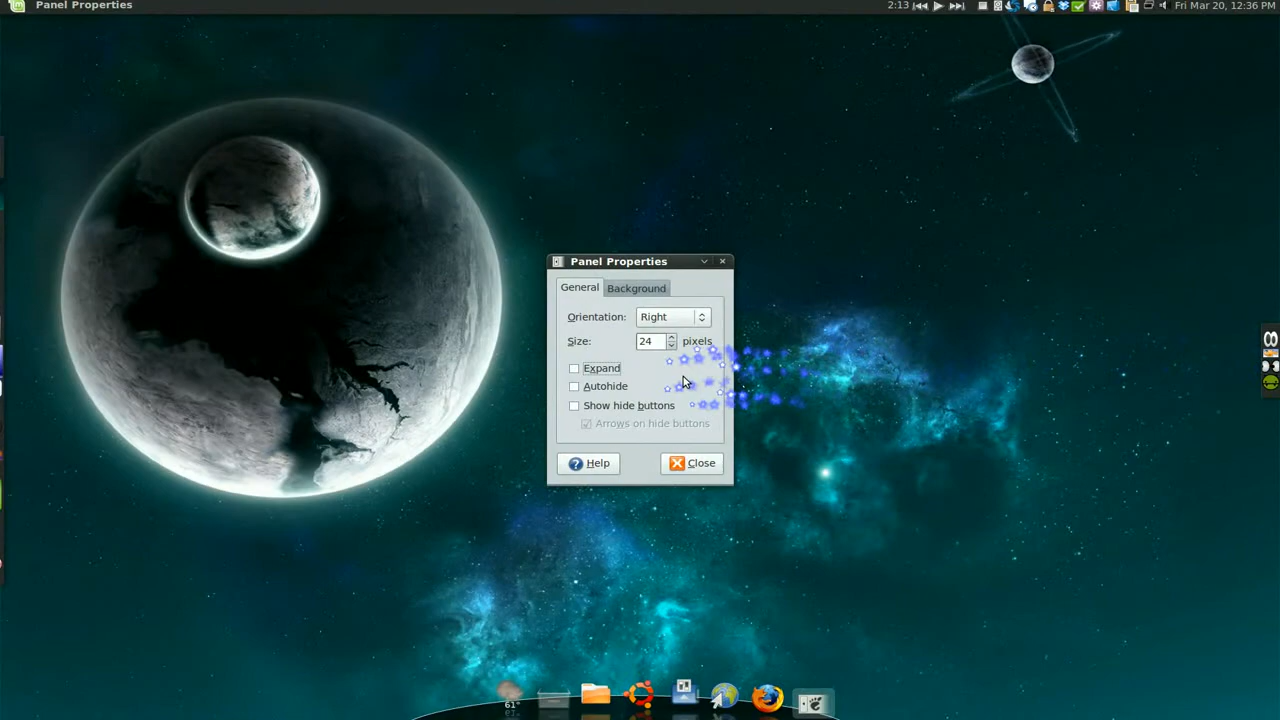 Panel Properties
2:13
Fri Mar 20, 12:36 PM
Panel Properties
General Background
Orientation: Right
Size: 24 pixels
Expand
Autohide
Show hide buttons
Arrows on hide buttons
Help Close
61°